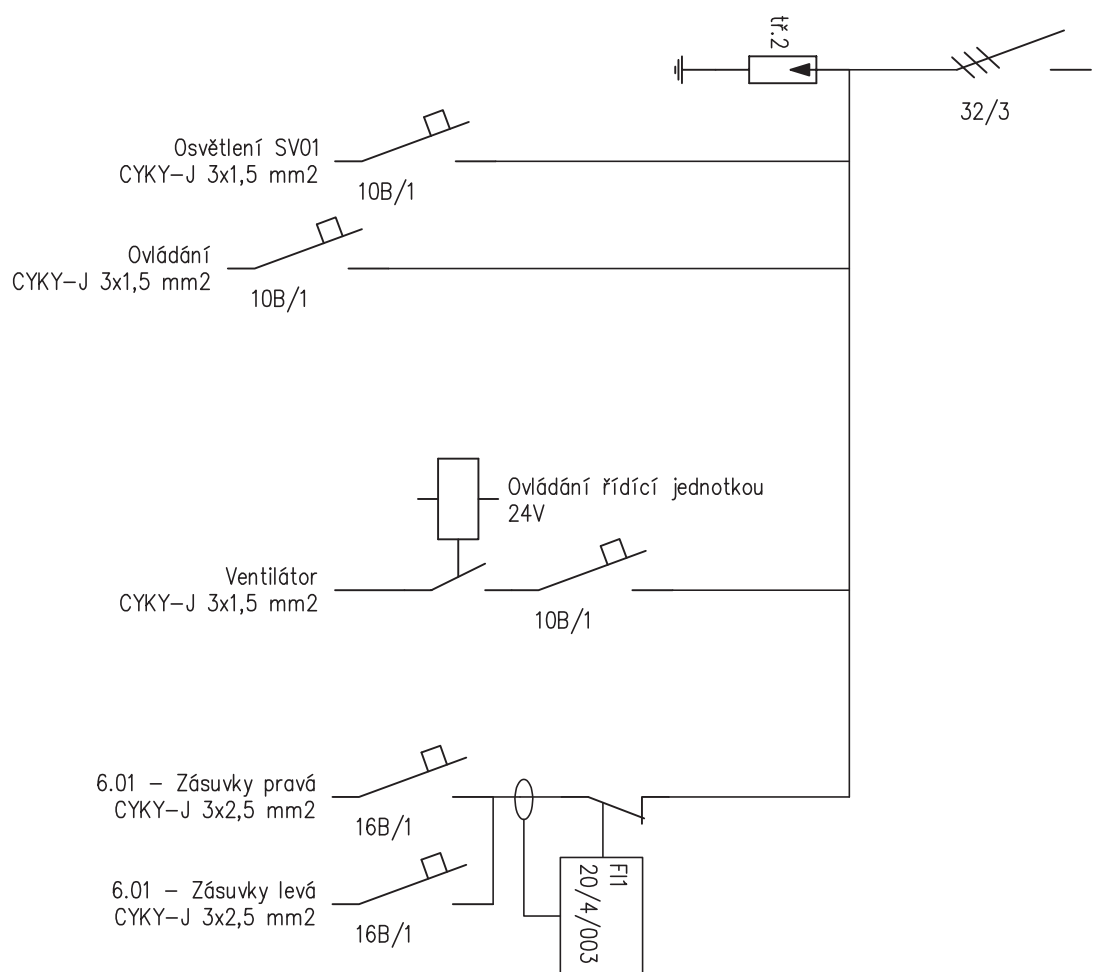 tř.2
32/3
Osvětlení SV01
CYKY-J 3x1,5 mm2
10B/1
Ovládání
CYKY-J 3x1,5 mm2
10B/1
Ovládání řídící jednotkou
24V
Ventilátor
CYKY-J 3x1,5 mm2
10B/1
6.01 - Zásuvky pravá
CYKY-J 3x2,5 mm2
16B/1
6.01 - Zásuvky levá
CYKY-J 3x2,5 mm2
16B/1
FI1
20/4/003